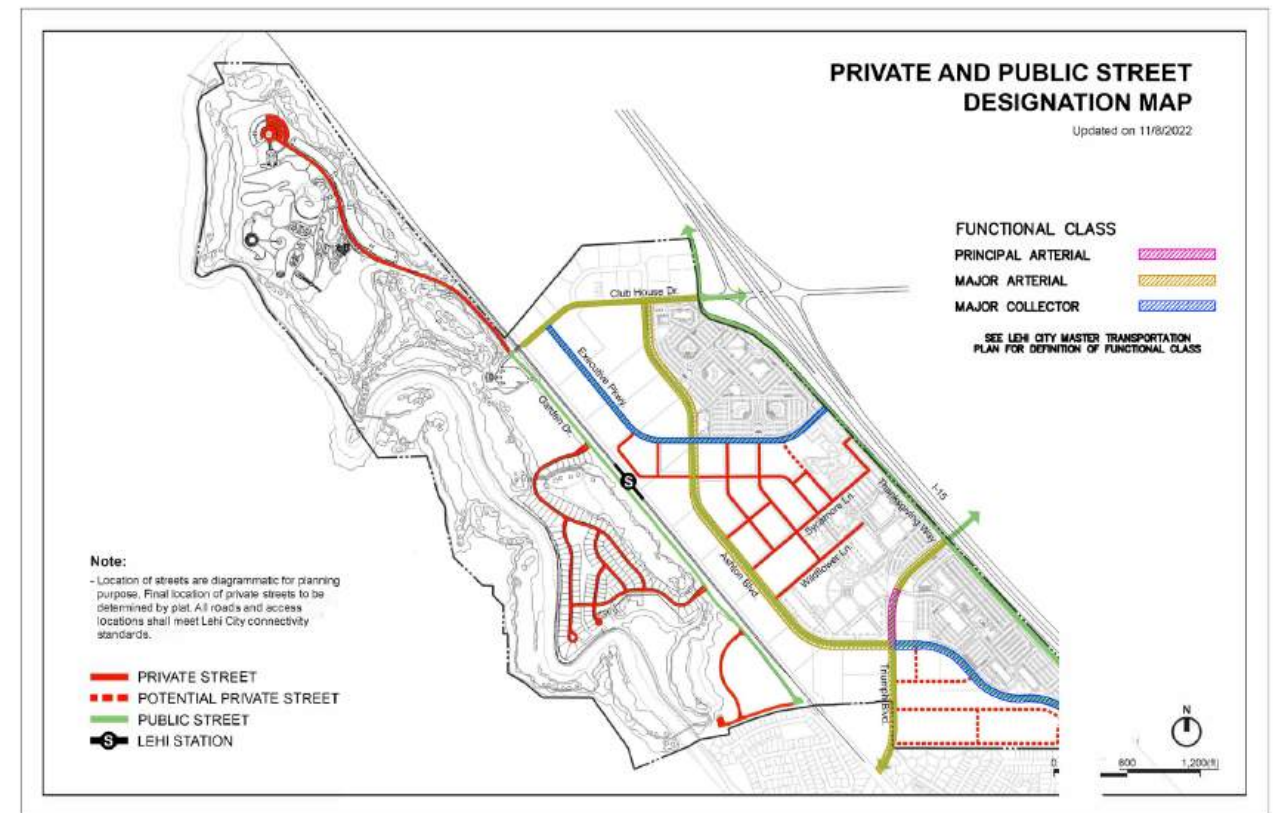 PRIVATE AND PUBLIC STREET
DESIGNATION MAP
Updated on 11/8/2022
FUNCTIONAL CLASS
PRINCIPAL ARTERIAL
MAJOR ARTERIAL
MAJOR COLLECTOR
SEE LEHI CITY MASTER TRANSPORTATION
PLAN FOR DEFINITION OF FUNCTIONAL CLASS
Club House Dr.
Executive Pkwy.
Garden Dr.
S
I-15
Thanksgiving Way
Sycamore Ln.
Wildflower Ln.
Ashton Blvd.
Triumph Blvd.
Note:
- Location of streets are diagrammatic for planning
purpose. Final location of private streets to be
determined by plat. All roads and access
locations shall meet Lehi City connectivity
standards.
PRIVATE STREET
POTENTIAL PRIVATE STREET
PUBLIC STREET
S LEHI STATION
N
0 600 1,200(ft)